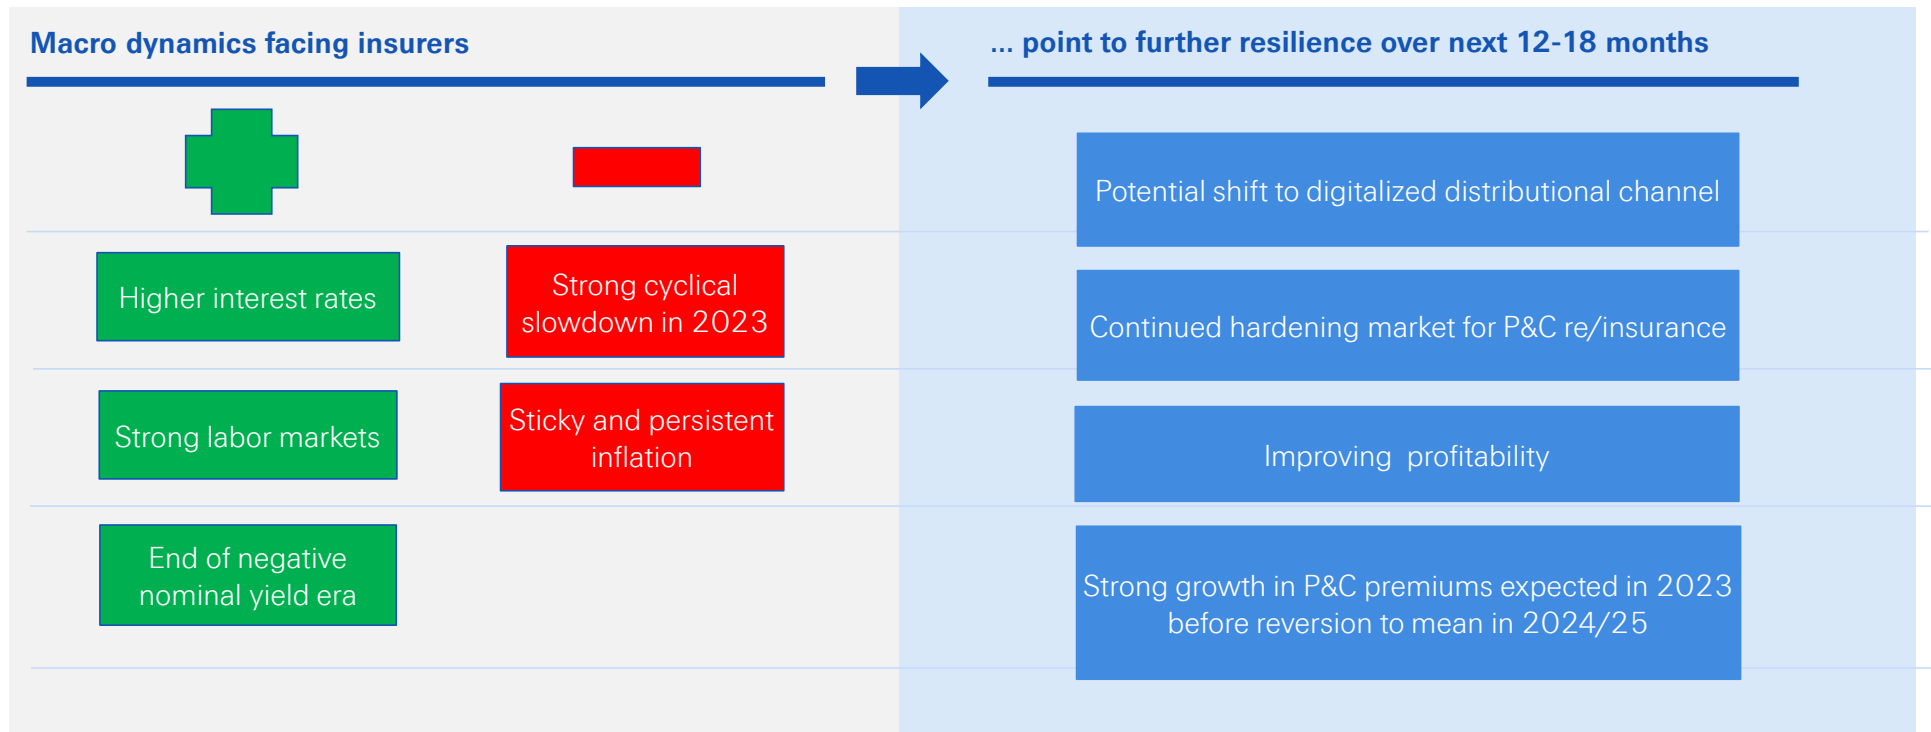 Macro dynamics facing insurers
... point to further resilience over next 12-18 months
Higher interest rates
Strong labor markets
End of negative
nominal yield era
Strong cyclical
slowdown in 2023
Sticky and persistent
inflation
Potential shift to digitalized distributional channel
Continued hardening market for P&C re/insurance
Improving profitability
Strong growth in P&C premiums expected in 2023
before reversion to mean in 2024/25